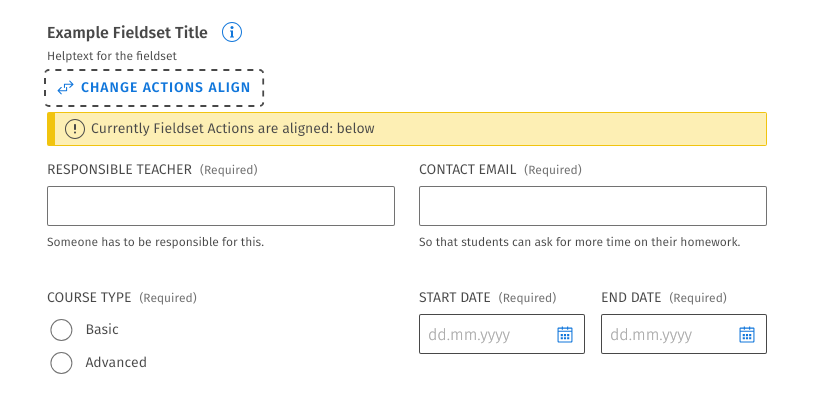 Example Fieldset Title
Helptext for the fieldset
CHANGE ACTIONS ALIGN
Currently Fieldset Actions are aligned: below
RESPONSIBLE TEACHER (Required)
CONTACT EMAIL (Required)
Someone has to be responsible for this.
So that students can ask for more time on their homework.
COURSE TYPE (Required)
START DATE (Required)
END DATE (Required)
Basic
dd.mm.yyyy
dd.mm.yyyy
Advanced